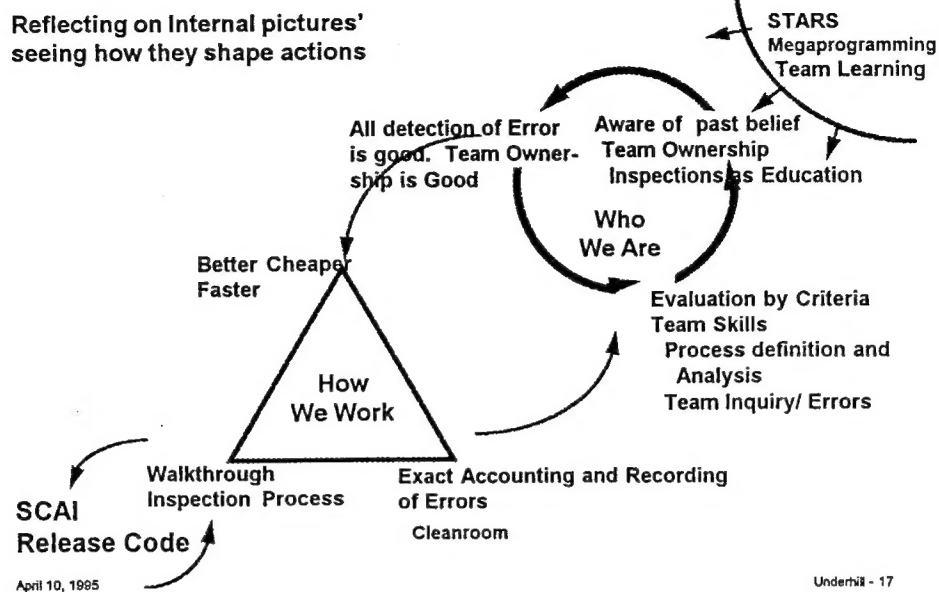 Reflecting on Internal pictures'
seeing how they shape actions
STARS
Megaprogramming
Team Learning
All detection of Error
is good. Team Owner-
ship is Good
Aware of past belief
Team Ownership
Inspections as Education
Who
We Are
Better Cheaper
Faster
Evaluation by Criteria
Team Skills
Process definition and
Analysis
Team Inquiry/ Errors
How
We Work
Walkthrough
Inspection Process
Exact Accounting and Recording
of Errors
Cleanroom
SCAI
Release Code
April 10, 1995
Underhill - 17